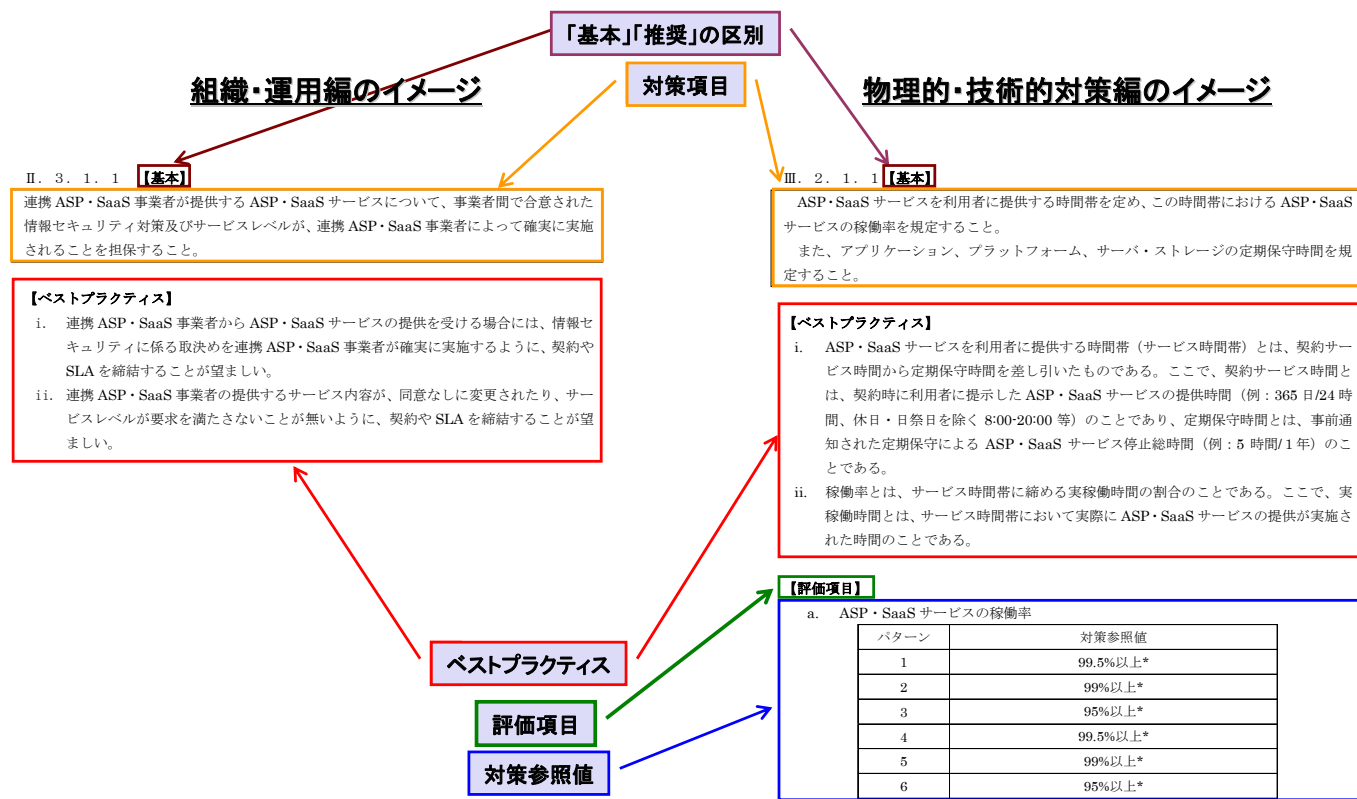 「基本」「推奨」の区別
組織・運用編のイメージ
対策項目
物理的・技術的対策編のイメージ
Ⅱ．３．１．１ 【基本】
連携 ASP・SaaS 事業者が提供する ASP・SaaS サービスについて、事業者間で合意された
情報セキュリティ対策及びサービスレベルが、連携 ASP・SaaS 事業者によって確実に実施
されることを担保すること。
【ベストプラクティス】
i. 連携 ASP・SaaS 事業者から ASP・SaaS サービスの提供を受ける場合には、情報セ
キュリティに係る取決めを連携 ASP・SaaS 事業者が確実に実施するように、契約や
SLA を締結することが望ましい。
ii. 連携 ASP・SaaS 事業者の提供するサービス内容が、同意なしに変更されたり、サー
ビスレベルが要求を満たさないことが無いように、契約や SLA を締結することが望
ましい。
Ⅲ．２．１．１【基本】
ASP・SaaS サービスを利用者に提供する時間帯を定め、この時間帯における ASP・SaaS
サービスの稼働率を規定すること。
また、アプリケーション、プラットフォーム、サーバ・ストレージの定期保守時間を規
定すること。
【ベストプラクティス】
i. ASP・SaaS サービスを利用者に提供する時間帯（サービス時間帯）とは、契約サー
ビス時間から定期保守時間を差し引いたものである。ここで、契約サービス時間と
は、契約時に利用者に提示した ASP・SaaS サービスの提供時間（例：365 日/24 時
間、休日・日祭日を除く 8:00-20:00 等）のことであり、定期保守時間とは、事前通
知された定期保守による ASP・SaaS サービス停止総時間（例：5 時間/１年）のこ
とである。
ii. 稼働率とは、サービス時間帯に締める実稼働時間の割合のことである。ここで、実
稼働時間とは、サービス時間帯において実際に ASP・SaaS サービスの提供が実施さ
れた時間のことである。
【評価項目】
a. ASP・SaaS サービスの稼働率
パターン 対策参照値
1 99.5%以上*
2 99%以上*
3 95%以上*
4 99.5%以上*
5 99%以上*
6 95%以上*
ベストプラクティス
評価項目
対策参照値